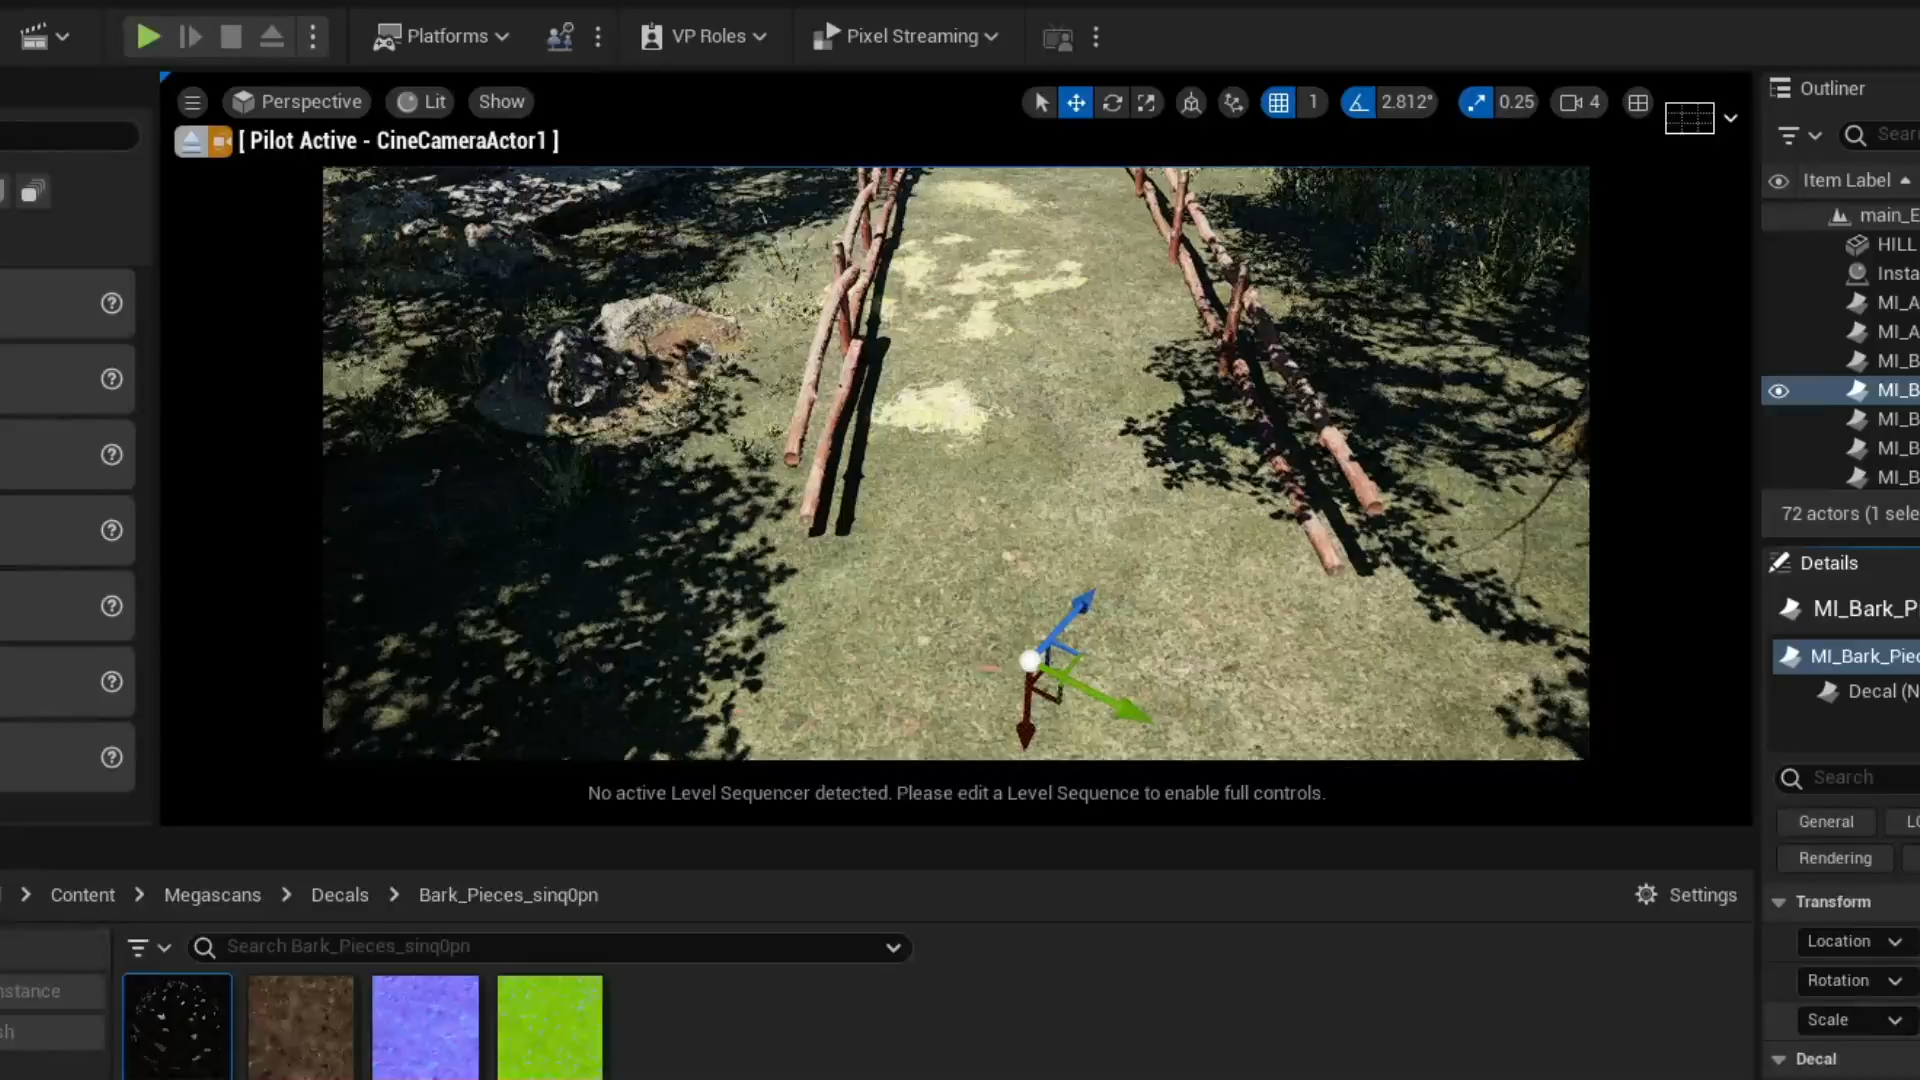 Platforms
VP Roles
Pixel Streaming
Perspective
Lit
Show
1
2.812°
0.25
4
[ Pilot Active - CineCameraActor1 ]
No active Level Sequencer detected. Please edit a Level Sequence to enable full controls.
Outliner
Sear
Item Label
main_E
HILL
Insta
MI_A
MI_A
MI_B
MI_B
MI_B
MI_B
MI_B
72 actors (1 sele
Details
MI_Bark_P
MI_Bark_Piec
Decal (N
Search
General
LO
Rendering
Transform
Location
Rotation
Scale
Decal
Content
Megascans
Decals
Bark_Pieces_sinq0pn
Settings
Search Bark_Pieces_sinq0pn
nstance
sh